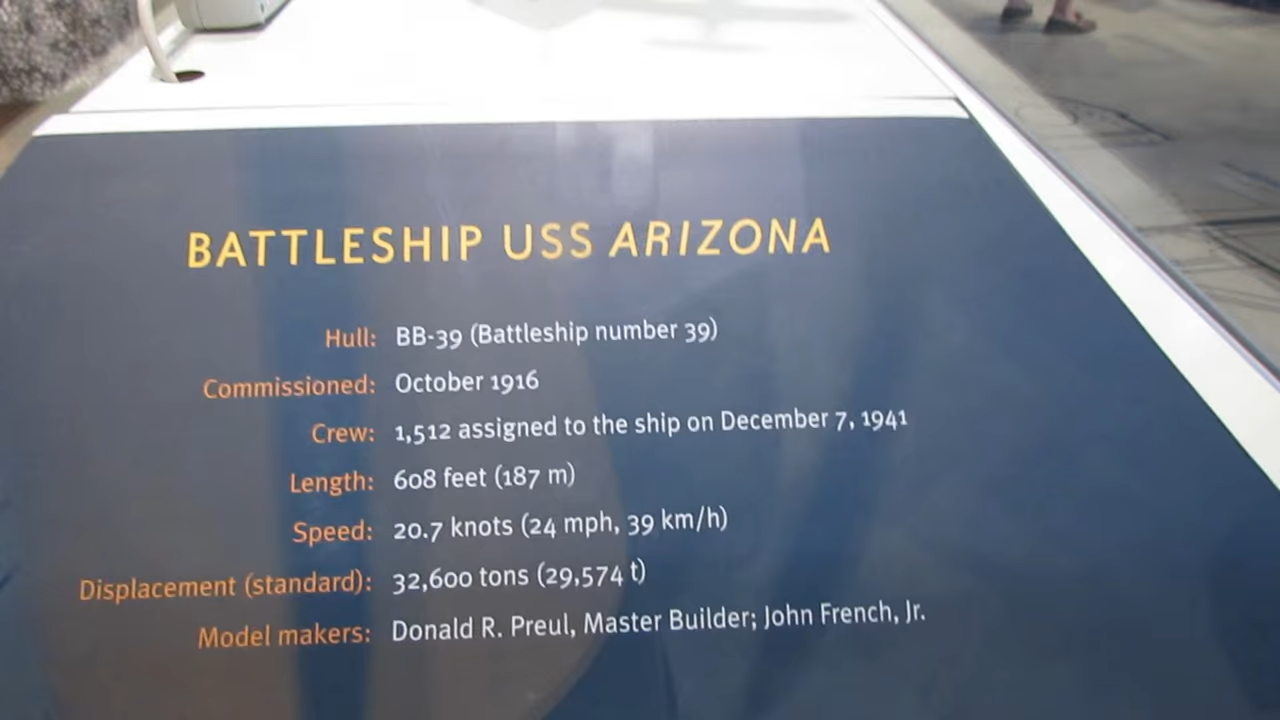 BATTLESHIP USS ARIZONA
Hull: BB-39 (Battleship number 39)
Commissioned: October 1916
Crew: 1,512 assigned to the ship on December 7, 1941
Length: 608 feet (187 m)
Speed: 20.7 knots (24 mph, 39 km/h)
Displacement (standard): 32,600 tons (29,574 t)
Model makers: Donald R. Preul, Master Builder; John French, Jr.